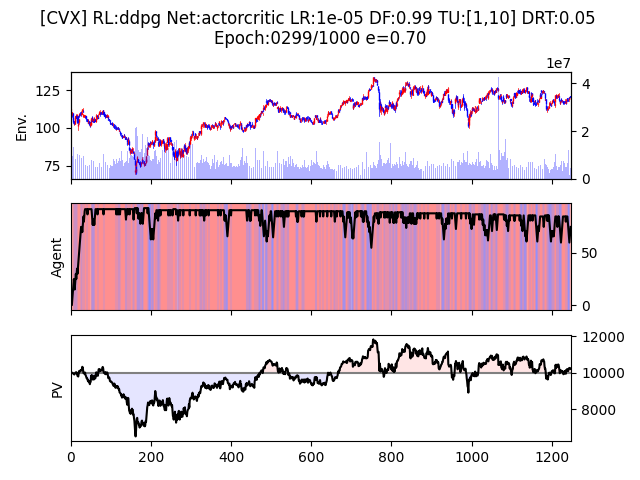 [CVX] RL:ddpg Net:actorcritic LR:1e-05 DF:0.99 TU:[1,10] DRT:0.05
Epoch:0299/1000 e=0.70
1e7
125
100
75
Env.
4
2
0
Agent
50
0
PV
12000
10000
8000
0 200 400 600 800 1000 1200